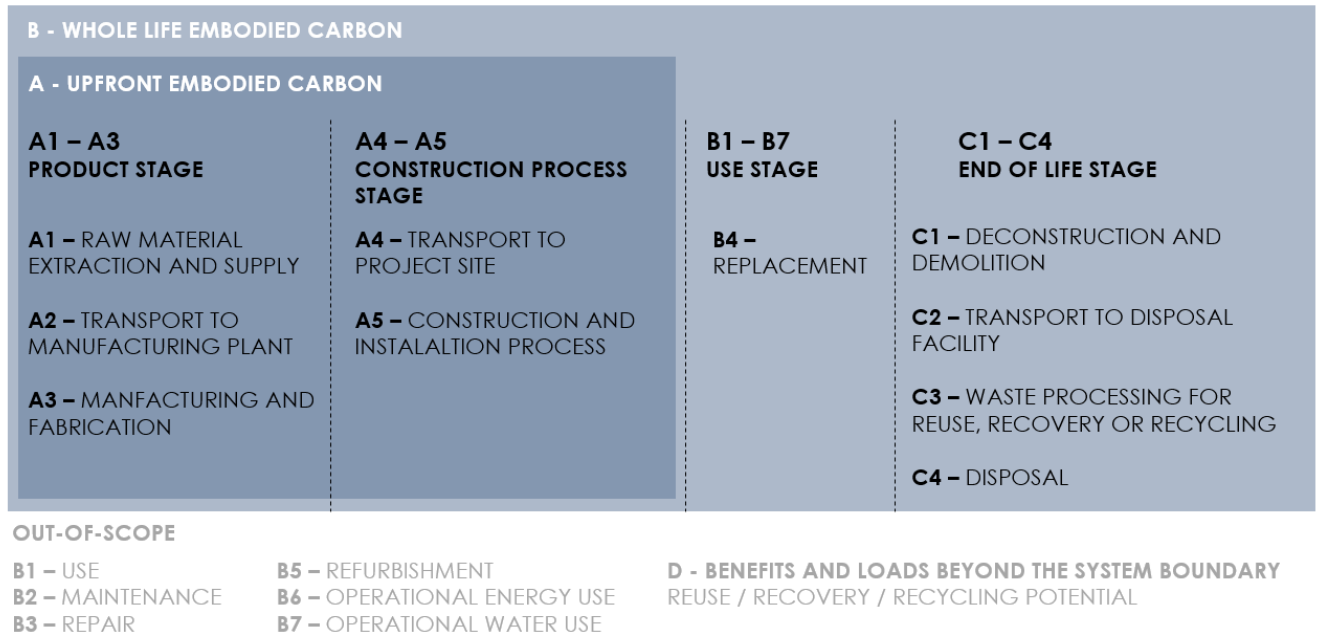 B - WHOLE LIFE EMBODIED CARBON
A - UPFRONT EMBODIED CARBON
A1 – A3
PRODUCT STAGE
A1 – RAW MATERIAL
EXTRACTION AND SUPPLY
A2 – TRANSPORT TO
MANUFACTURING PLANT
A3 – MANFACTURING AND
FABRICATION
A4 – A5
CONSTRUCTION PROCESS
STAGE
A4 – TRANSPORT TO
PROJECT SITE
A5 – CONSTRUCTION AND
INSTALALTION PROCESS
B1 – B7
USE STAGE
B4 –
REPLACEMENT
C1 – C4
END OF LIFE STAGE
C1 – DECONSTRUCTION AND
DEMOLITION
C2 – TRANSPORT TO DISPOSAL
FACILITY
C3 – WASTE PROCESSING FOR
REUSE, RECOVERY OR RECYCLING
C4 – DISPOSAL
OUT-OF-SCOPE
B1 – USE
B2 – MAINTENANCE
B3 – REPAIR
B5 – REFURBISHMENT
B6 – OPERATIONAL ENERGY USE
B7 – OPERATIONAL WATER USE
D - BENEFITS AND LOADS BEYOND THE SYSTEM BOUNDARY
REUSE / RECOVERY / RECYCLING POTENTIAL